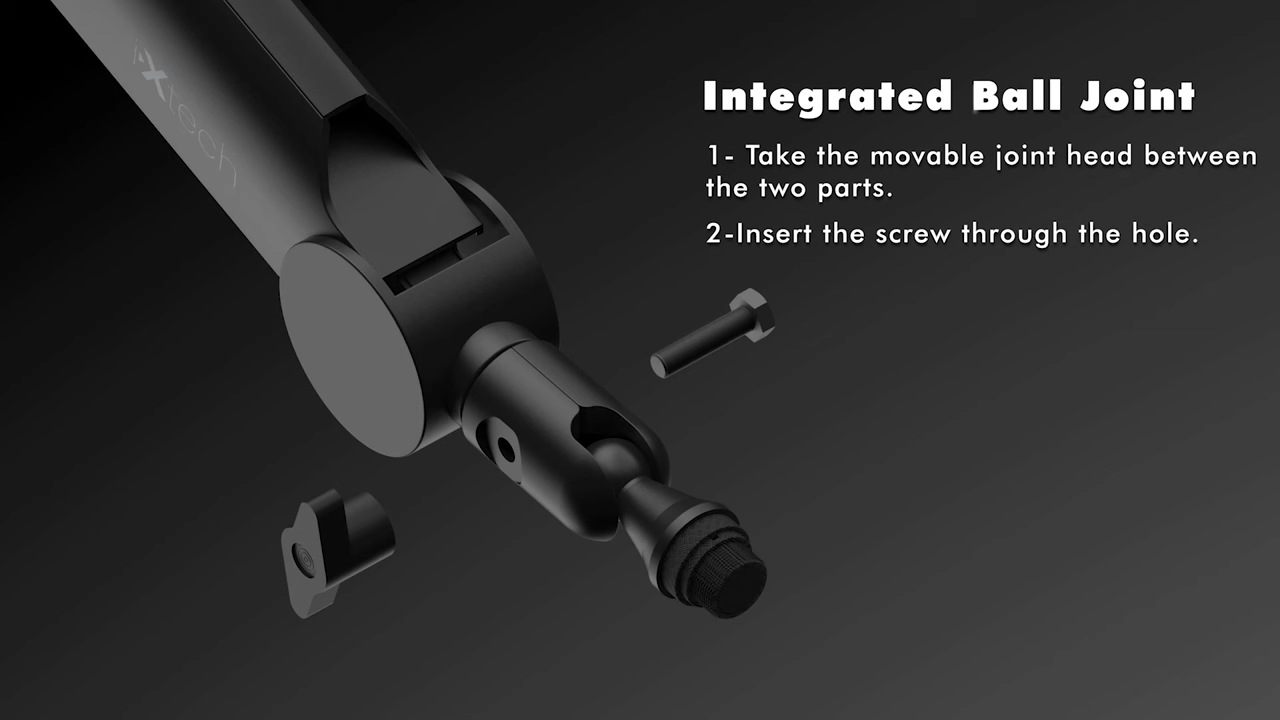 AXtech
Integrated Ball Joint
1- Take the movable joint head between
the two parts.
2-Insert the screw through the hole.